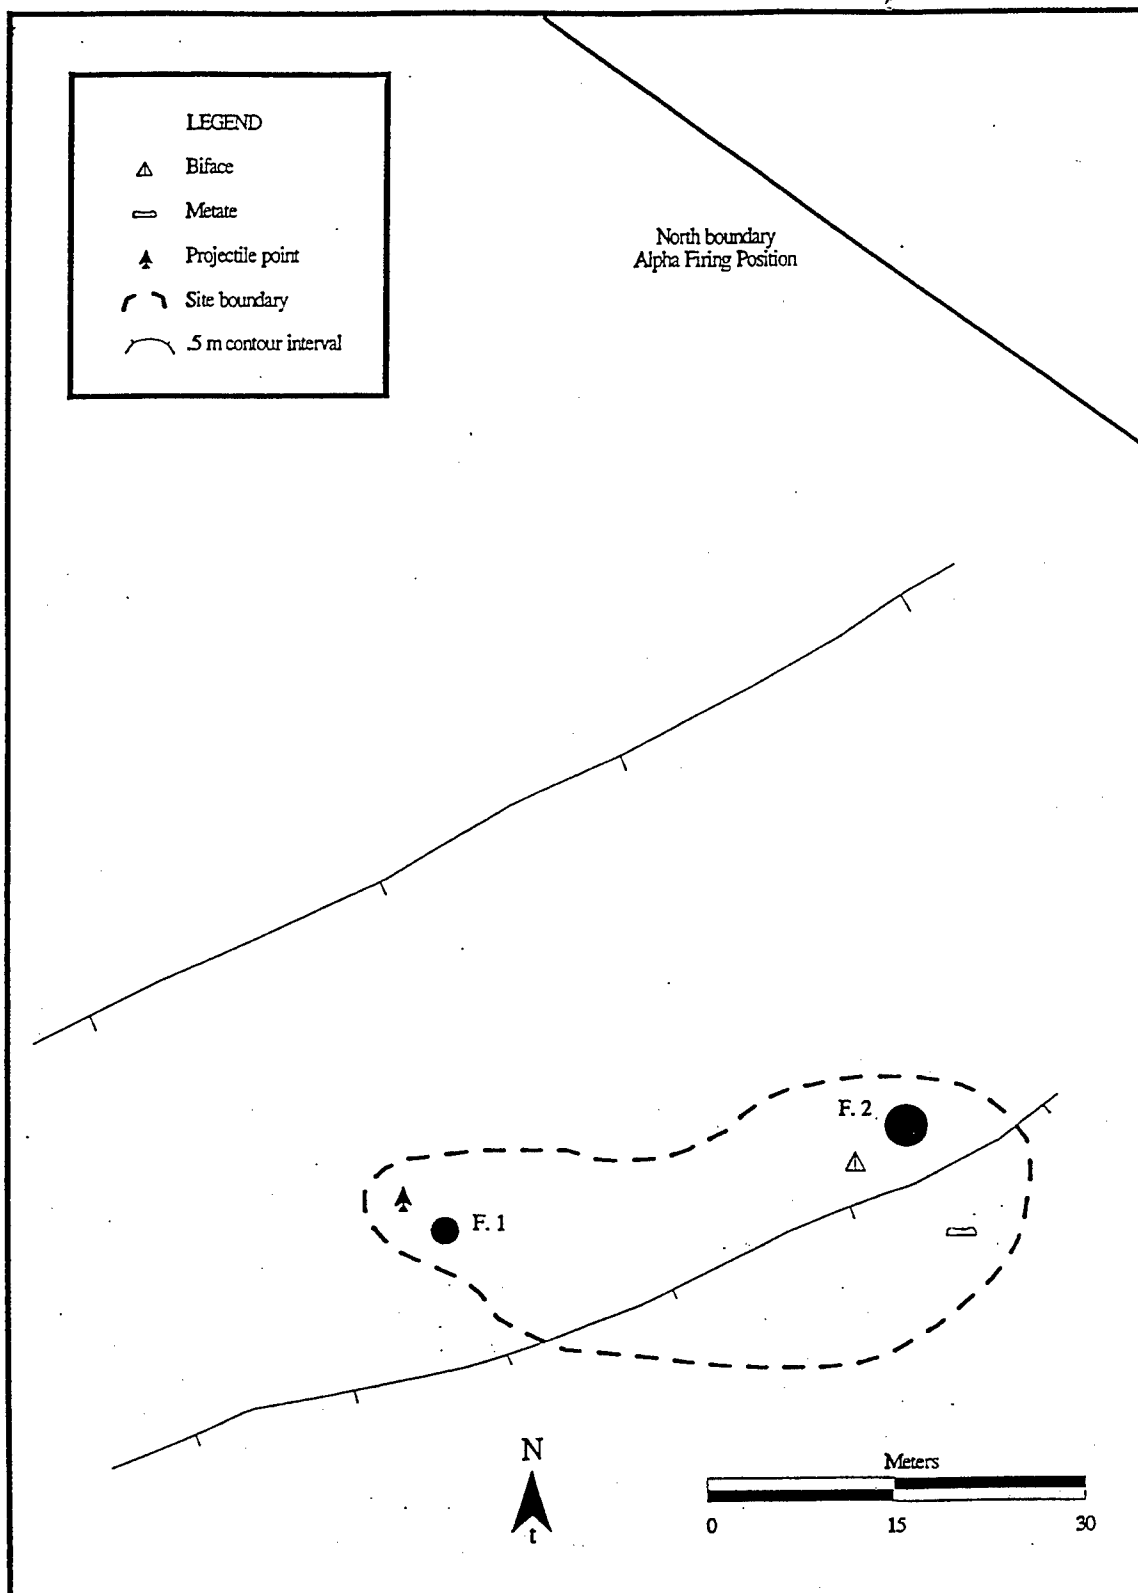 LEGEND
Biface
Metate
Projectile point
Site boundary
.5 m contour interval
North boundary
Alpha Firing Position
F. 2
F. 1
N
t
Meters
0 15 30